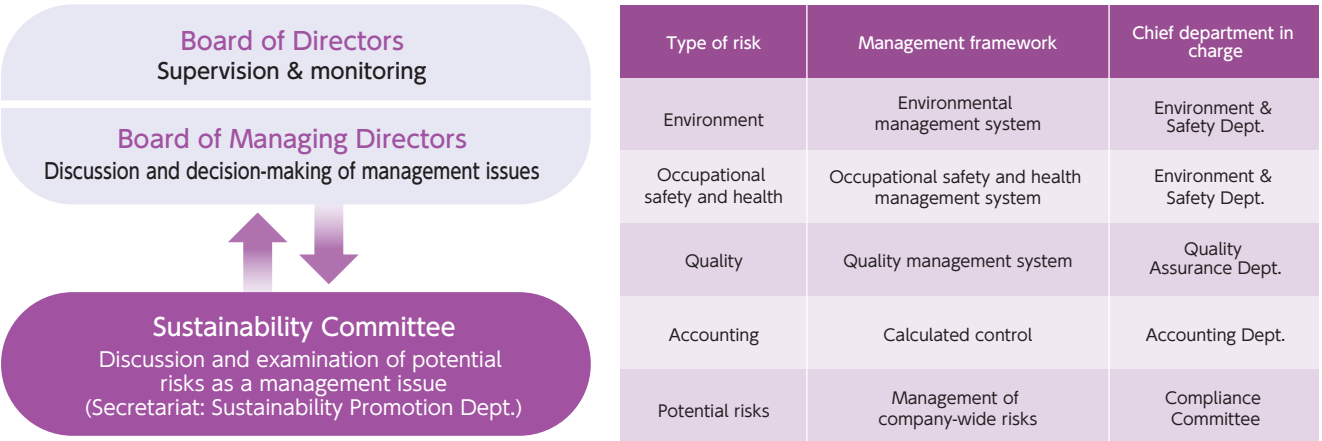 Board of Directors
Supervision & monitoring
Board of Managing Directors
Discussion and decision-making of management issues
Sustainability Committee
Discussion and examination of potential
risks as a management issue
(Secretariat: Sustainability Promotion Dept.)
Type of risk
Management framework
Chief department in
charge
Environment
Environmental
management system
Environment &
Safety Dept.
Occupational
safety and health
Occupational safety and health
management system
Environment &
Safety Dept.
Quality
Quality management system
Quality
Assurance Dept.
Accounting
Calculated control
Accounting Dept.
Potential risks
Management of
company-wide risks
Compliance
Committee